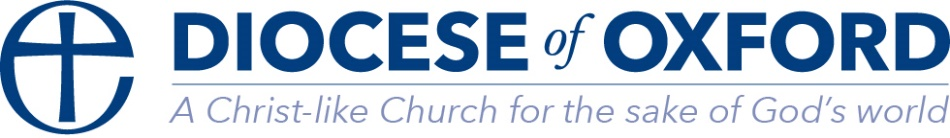 DIOCESE of OXFORD
A Christ-like Church for the sake of God's world